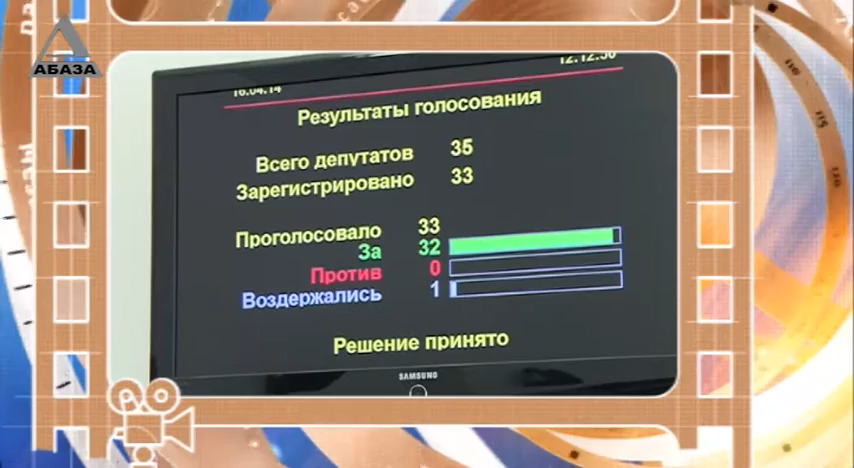 АБАЗА
16.04.14 12:12:50
Результаты голосования
Всего депутатов 35
Зарегистрировано 33
Проголосовало 33
За 32
Против 0
Воздержались 1
Решение принято
SAMSUNG